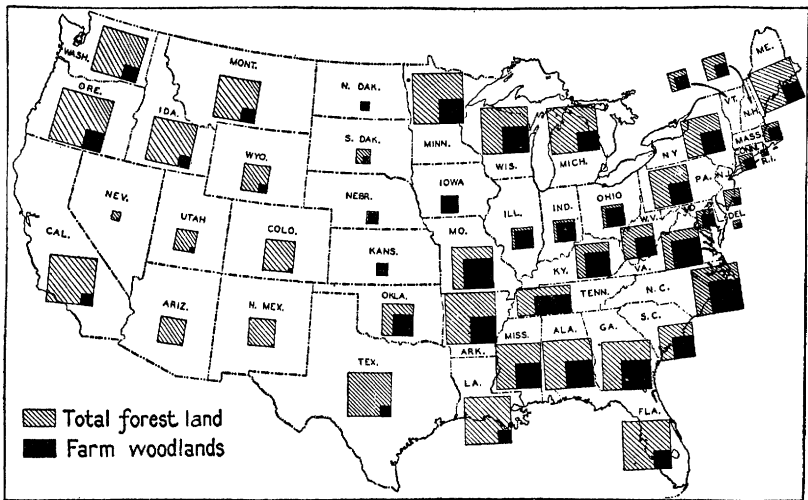 WASH.
MONT.
N. DAK.
ME.
ORE.
IDA.
MINN.
VT.
N.H.
S. DAK.
WYO.
WIS.
MICH.
N.Y.
MASS.
CONN.
R.I.
NEV.
UTAH
COLO.
NEBR.
IOWA
ILL.
IND.
OHIO
PA.
N.J.
W.V.
MD.
DEL.
CAL.
KANS.
MO.
KY.
VA.
ARIZ.
N. MEX.
OKLA.
ARK.
TENN.
N. C.
S. C.
MISS.
ALA.
GA.
TEX.
LA.
FLA.
Total forest land
Farm woodlands